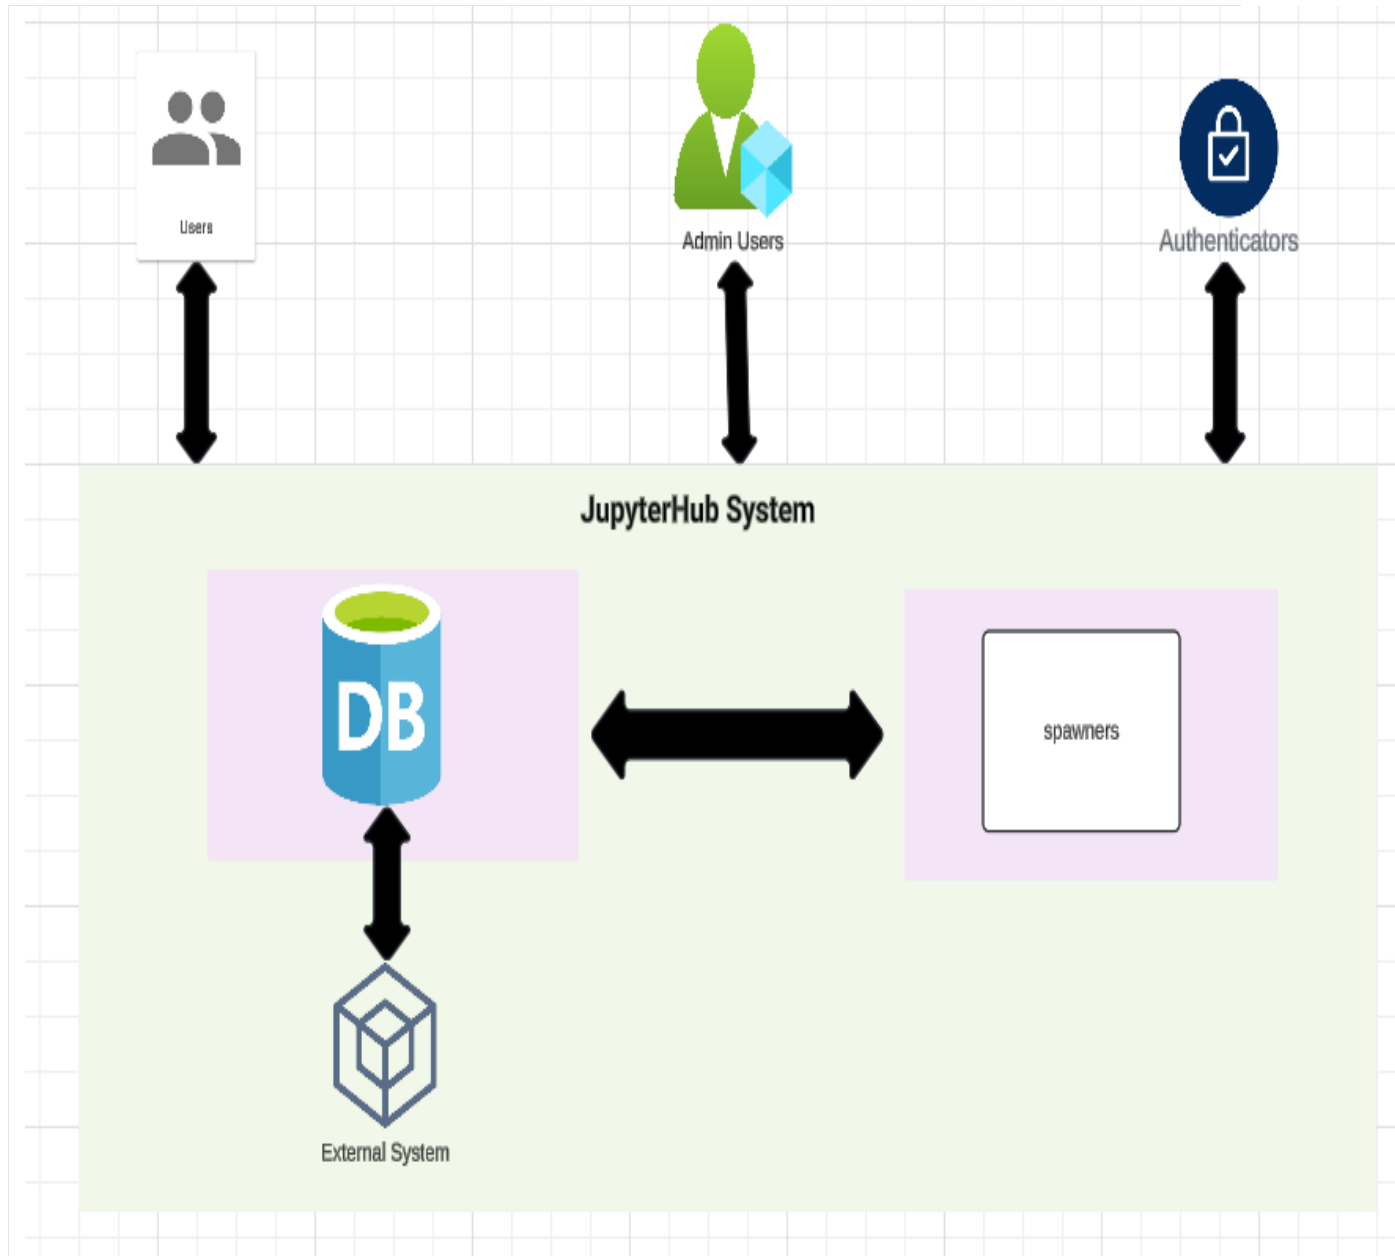 Users
Admin Users
Authenticators
JupyterHub System
DB
spawners
External System